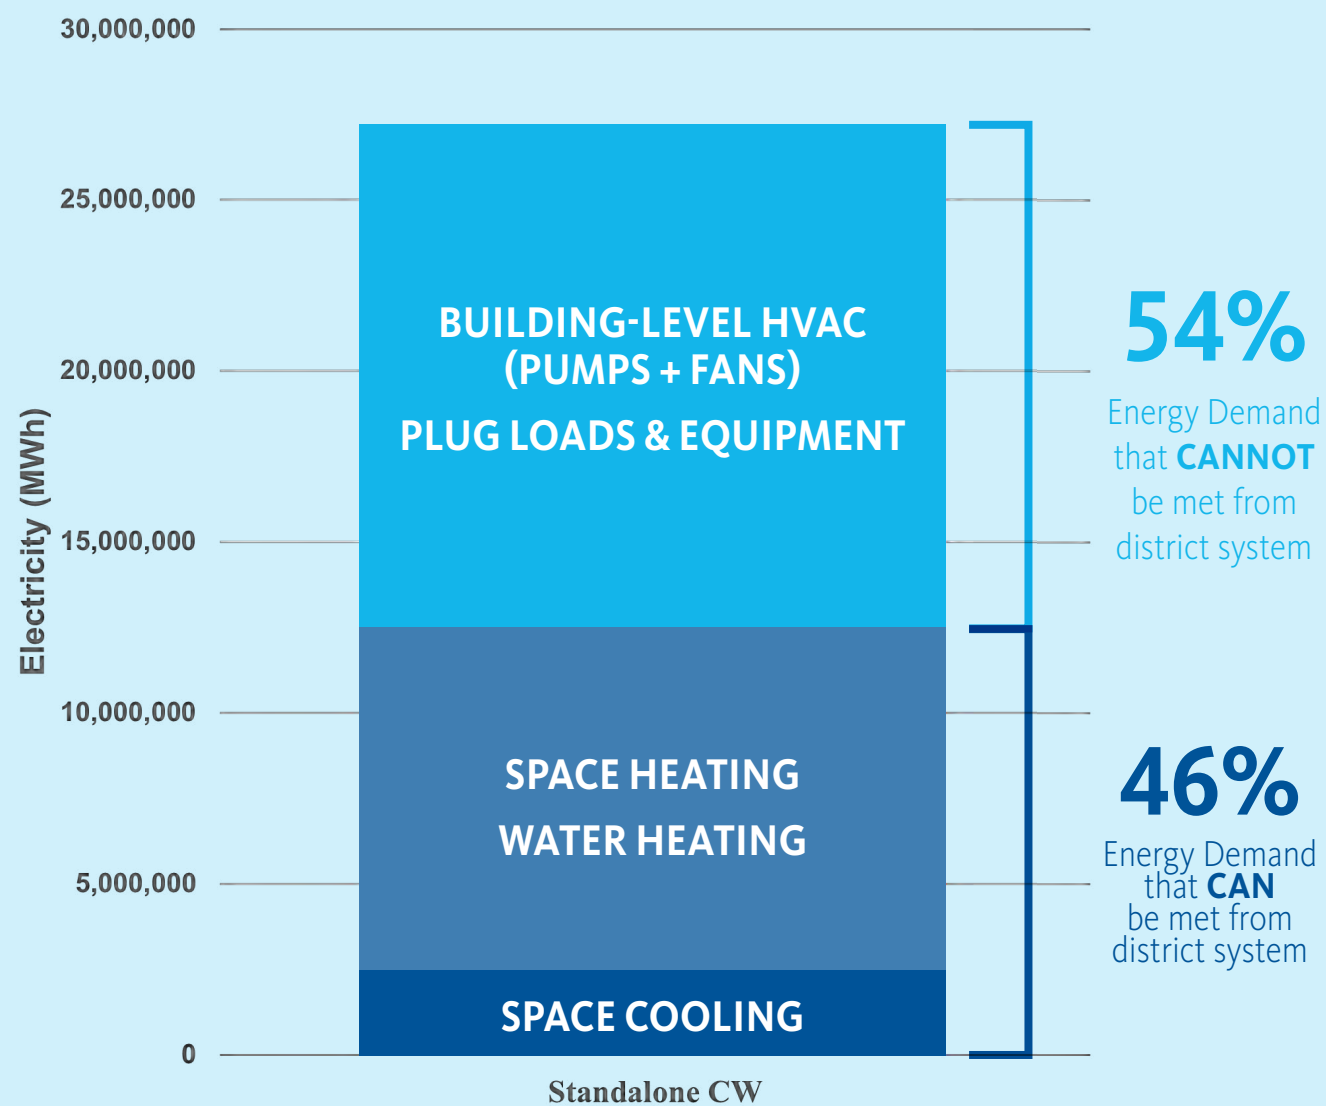 30,000,000
25,000,000
20,000,000
15,000,000
10,000,000
5,000,000
0
Electricity (MWh)
BUILDING-LEVEL HVAC
(PUMPS + FANS)
PLUG LOADS & EQUIPMENT
SPACE HEATING
WATER HEATING
SPACE COOLING
Standalone CW
54%
Energy Demand
that CANNOT
be met from
district system
46%
Energy Demand
that CAN
be met from
district system